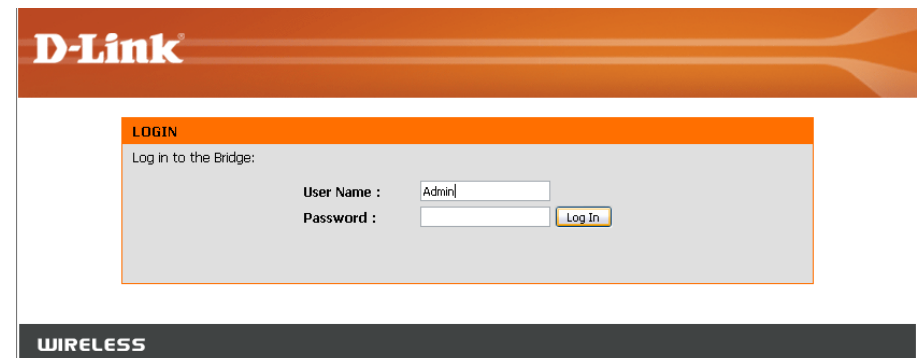 D-Link
LOGIN
Log in to the Bridge:
User Name : Admin
Password : Log In
WIRELESS